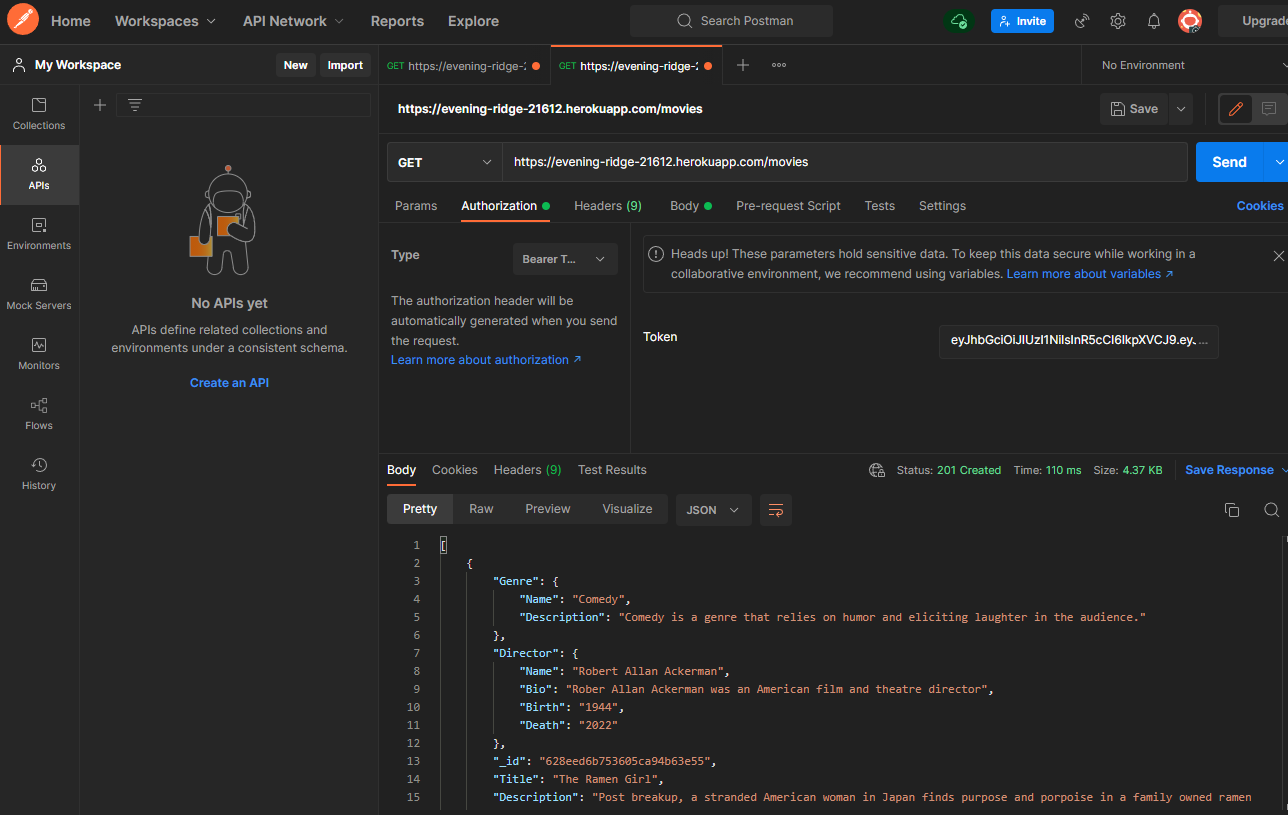 Home Workspaces API Network Reports Explore Search Postman Invite Upgrade
My Workspace New Import GET https://evening-ridge-2 GET https://evening-ridge-2 No Environment
Collections
APIs
Environments
Mock Servers
Monitors
Flows
History
No APIs yet
APIs define related collections and
environments under a consistent schema.
Create an API
https://evening-ridge-21612.herokuapp.com/movies Save
GET https://evening-ridge-21612.herokuapp.com/movies Send
Params Authorization Headers (9) Body Pre-request Script Tests Settings Cookies
Type Bearer T...
The authorization header will be
automatically generated when you send
the request.
Learn more about authorization ↗
Heads up! These parameters hold sensitive data. To keep this data secure while working in a
collaborative environment, we recommend using variables. Learn more about variables ↗
Token
Body Cookies Headers (9) Test Results Status: 201 Created Time: 110 ms Size: 4.37 KB Save Response
Pretty Raw Preview Visualize JSON
1 [
2 {
3 "Genre": {
4 "Name": "Comedy",
5 "Description": "Comedy is a genre that relies on humor and eliciting laughter in the audience."
6 },
7 "Director": {
8 "Name": "Robert Allan Ackerman",
9 "Bio": "Rober Allan Ackerman was an American film and theatre director",
10 "Birth": "1944",
11 "Death": "2022"
12 },
13 "_id": "628eed6b753605ca94b63e55",
14 "Title": "The Ramen Girl",
15 "Description": "Post breakup, a stranded American woman in Japan finds purpose and porpoise in a family owned ramen